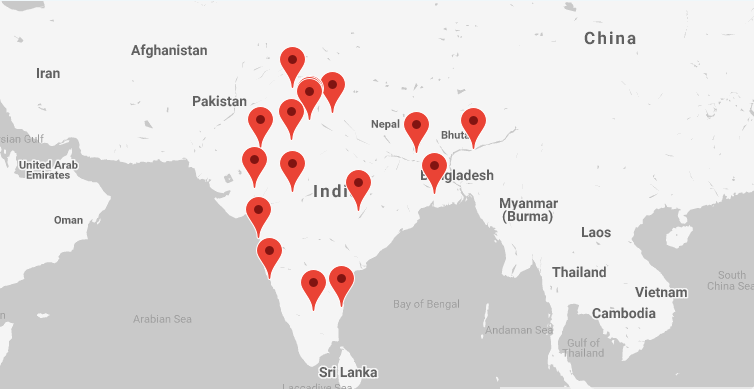 China
Afghanistan
Iran
Pakistan
Nepal
Bhuta
sian Gulf
United Arab
Emirates
Indi
ngladesh
Myanmar
(Burma)
Oman
Laos
Thailand
South
China Sea
Vietnam
Bay of Bengal
Arabian Sea
Cambodia
Andaman Sea
Gulf of
Thailand
Sri Lanka
Laccadive Sea